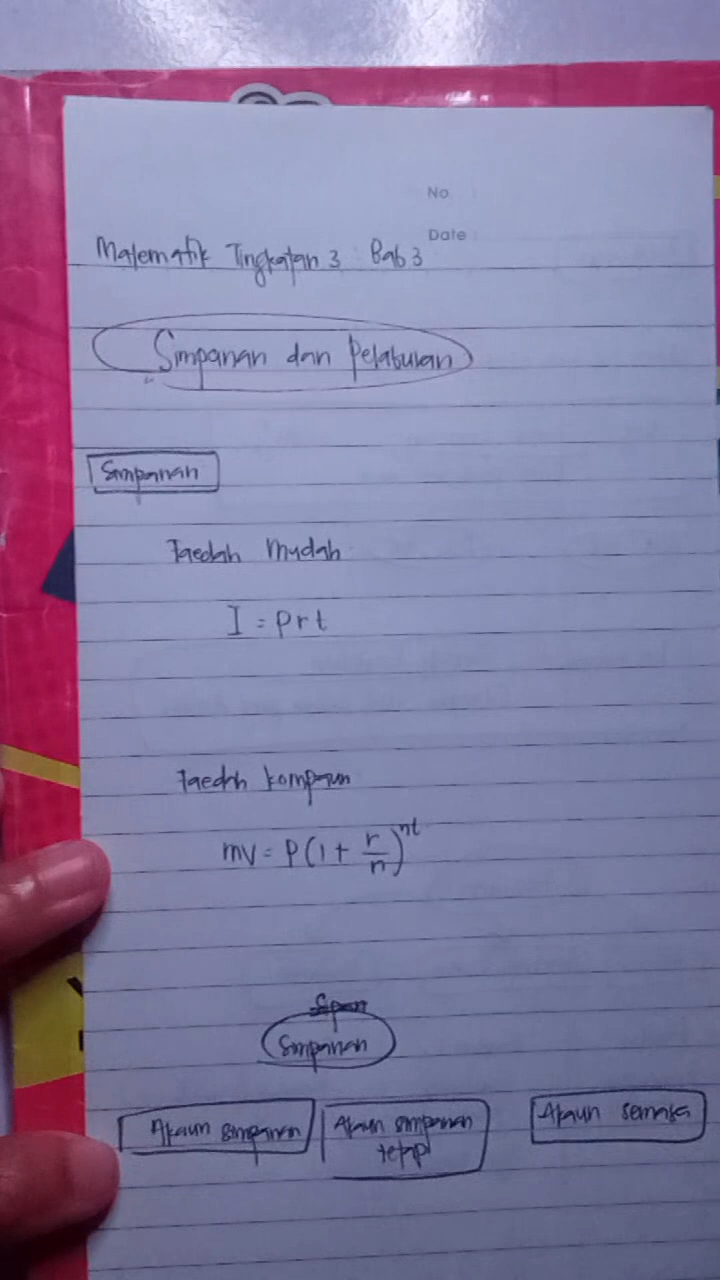 No.
Date :
Matematik Tingkatan 3 Bab 3
Simpanan dan Pelaburan
Simpanan
Faedah Mudah
I = prt
Faedah kompaun
mv = P(1 + r/n)^nt
Simpanan
Akaun simpanan
Akaun simpanan tetap
Akaun semasa